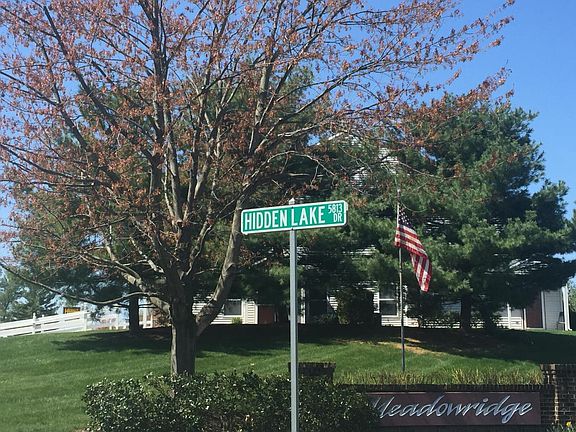 HIDDEN LAKE 5813 DR
Meadowridge